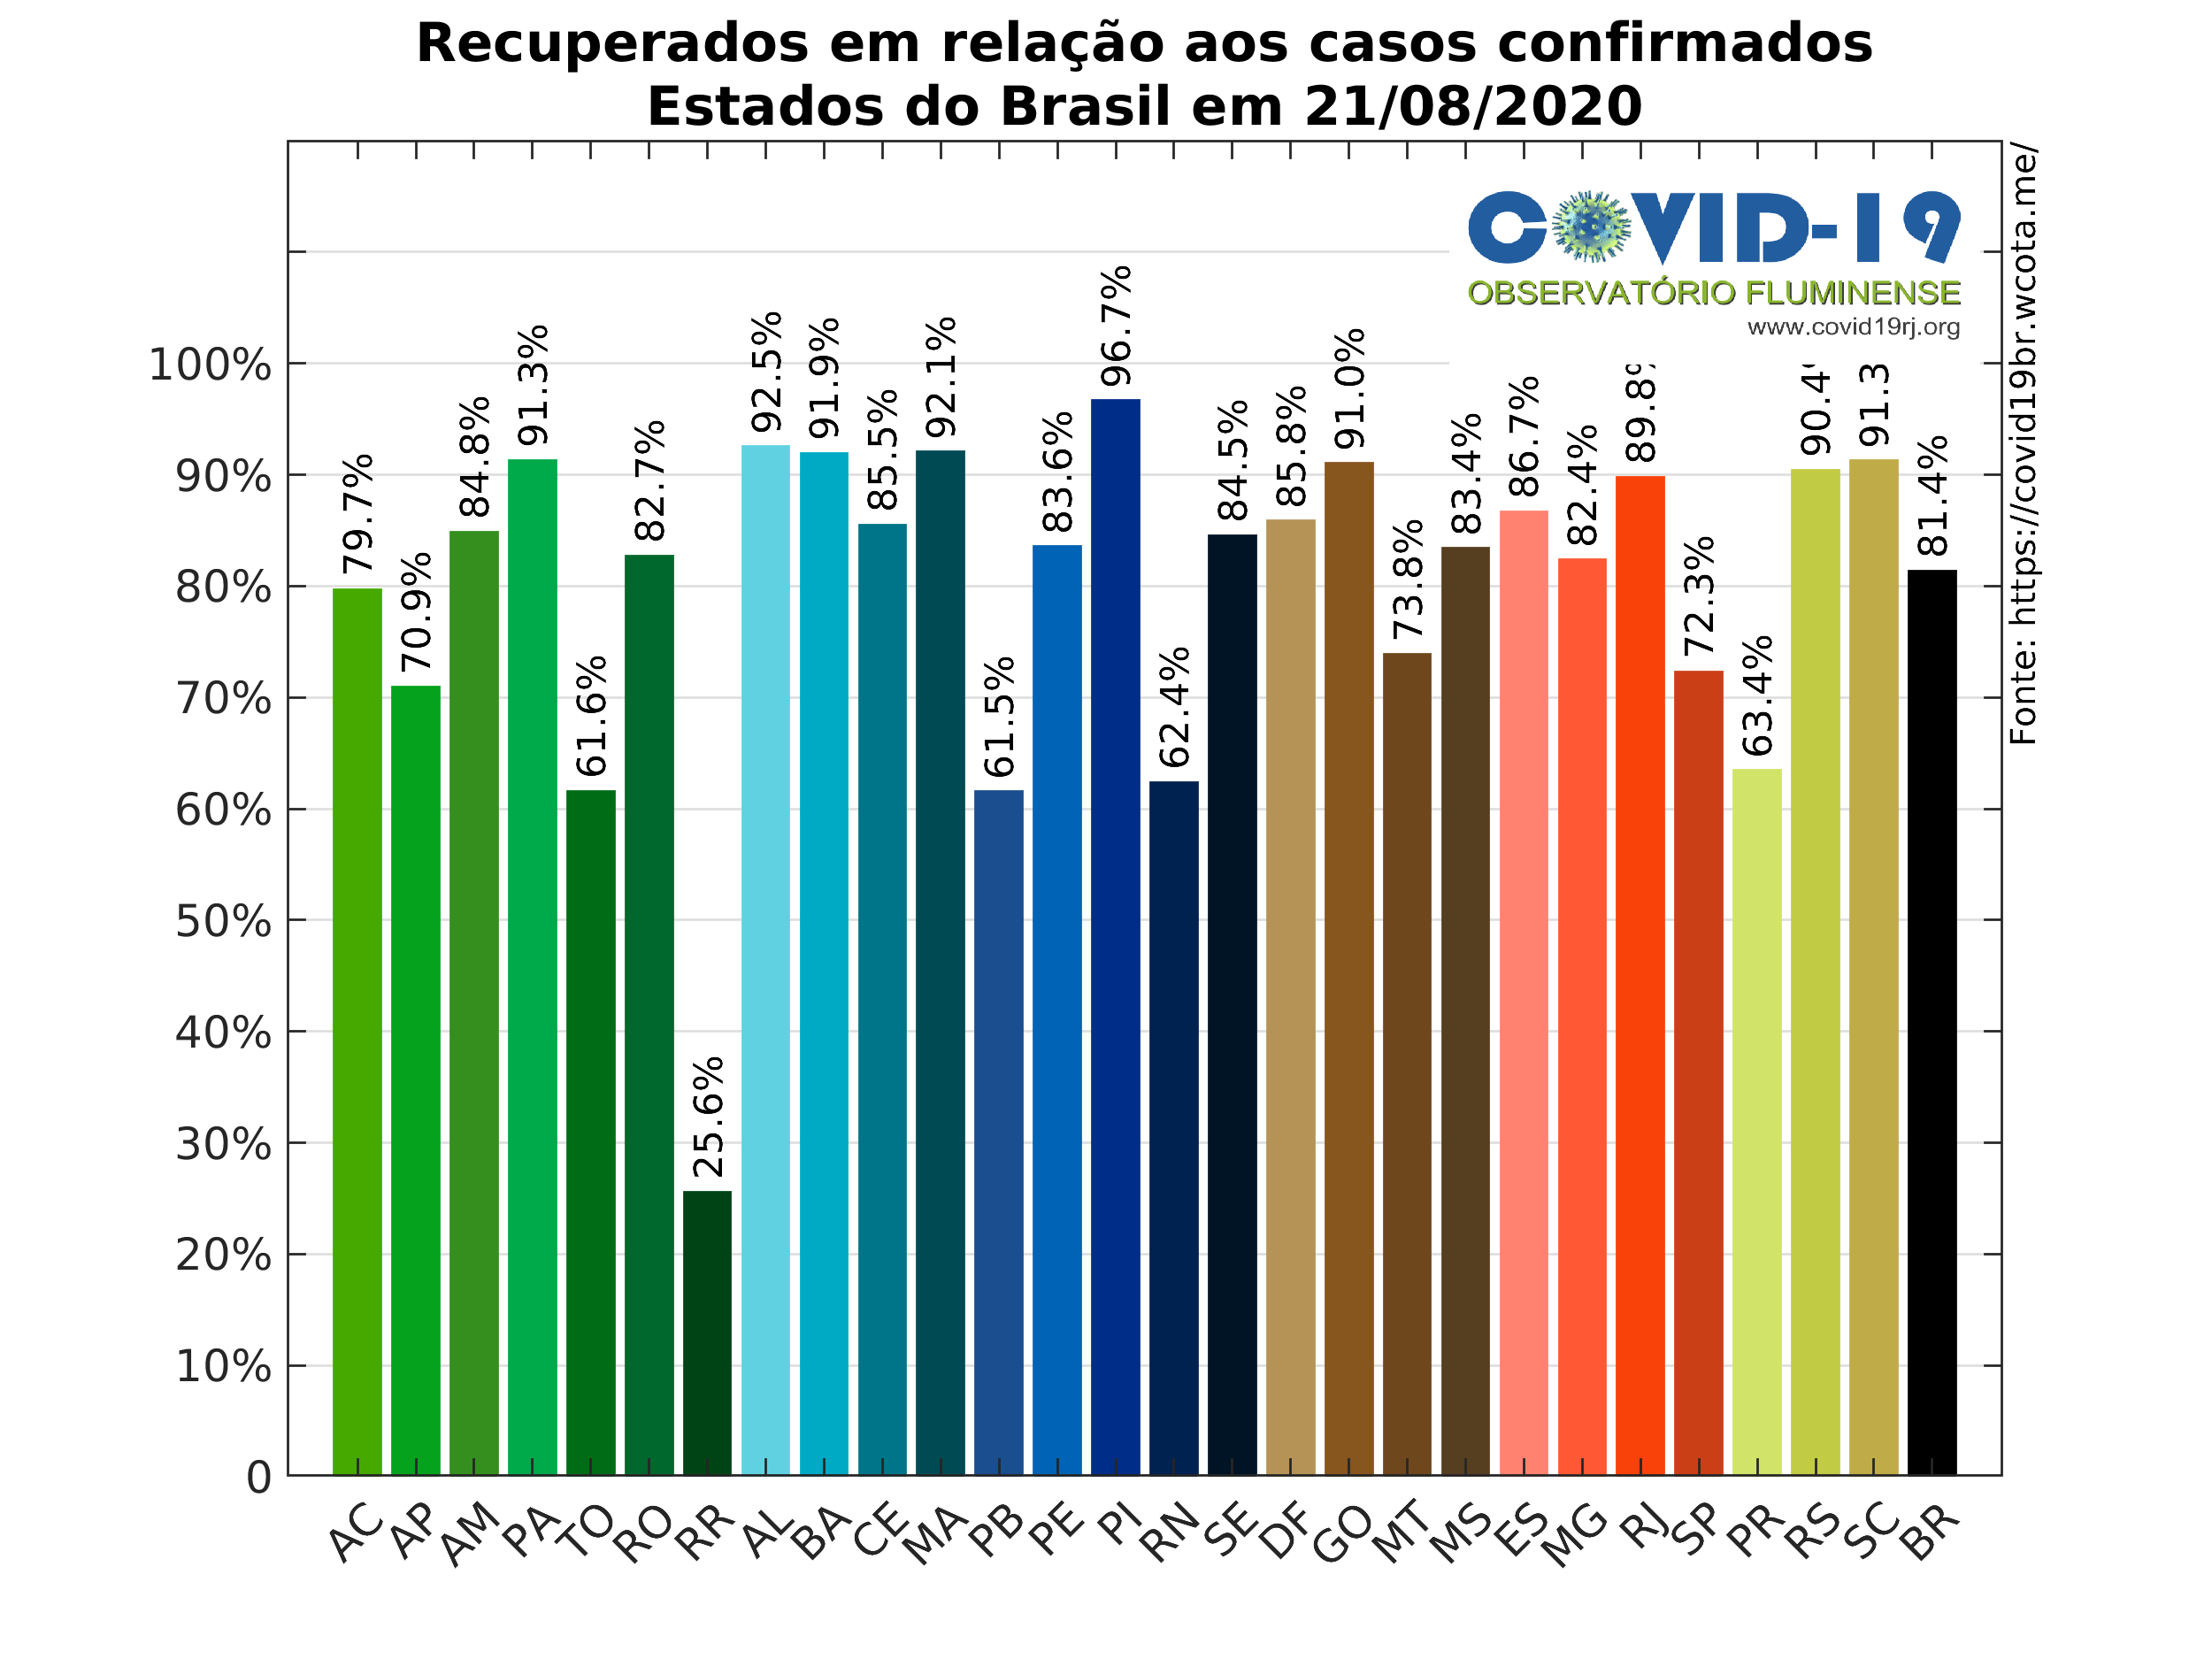 Recuperados em relação aos casos confirmados
Estados do Brasil em 21/08/2020
COVID-19
OBSERVATÓRIO FLUMINENSE
www.covid19rj.org
Fonte: https://covid19br.wcota.me/
100%
90%
80%
70%
60%
50%
40%
30%
20%
10%
0
79.7%
70.9%
84.8%
91.3%
61.6%
82.7%
25.6%
92.5%
91.9%
85.5%
92.1%
61.5%
83.6%
96.7%
62.4%
84.5%
85.8%
91.0%
73.8%
83.4%
86.7%
82.4%
89.8%
72.3%
63.4%
90.4%
91.3
81.4%
AC
AP
AM
PA
TO
RO
RR
AL
BA
CE
MA
PB
PE
PI
RN
SE
DF
GO
MT
MS
ES
MG
RJ
SP
PR
RS
SC
BR